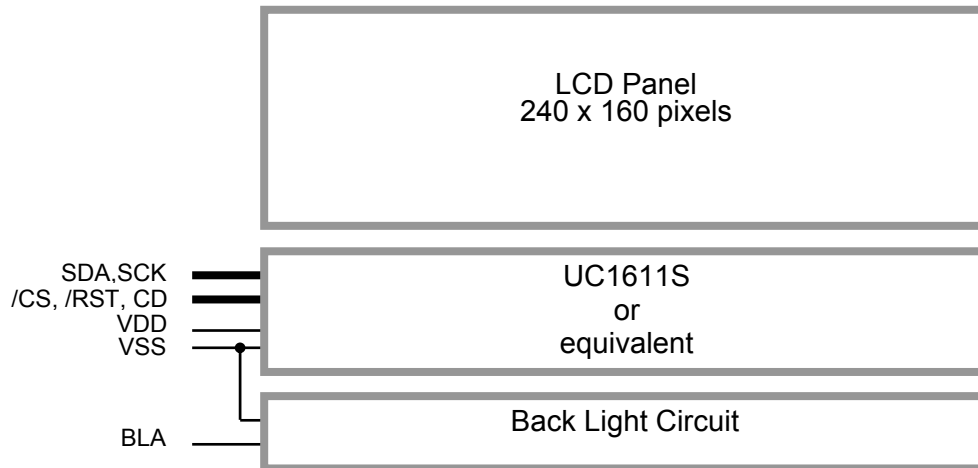 LCD Panel
240 x 160 pixels
SDA,SCK
/CS, /RST, CD
VDD
VSS
UC1611S
or
equivalent
BLA
Back Light Circuit